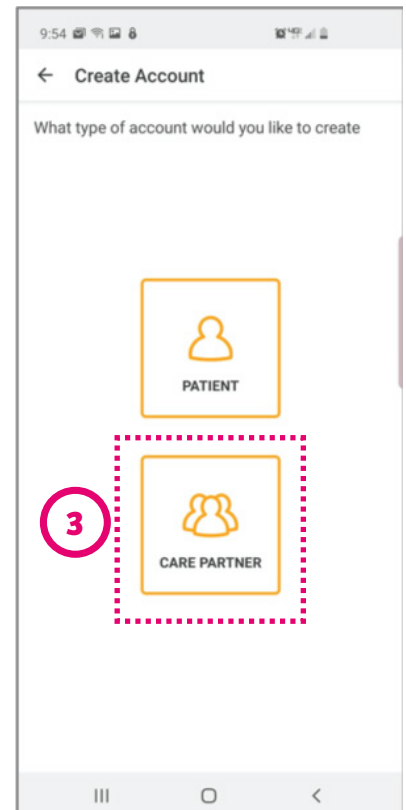 9:54
Create Account
What type of account would you like to create
PATIENT
3
CARE PARTNER